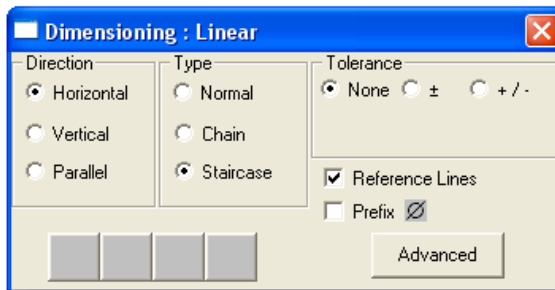 Dimensioning : Linear
Direction
Horizontal
Vertical
Parallel
Type
Normal
Chain
Staircase
Tolerance
None ± + / -
Reference Lines
Prefix Ø
Advanced